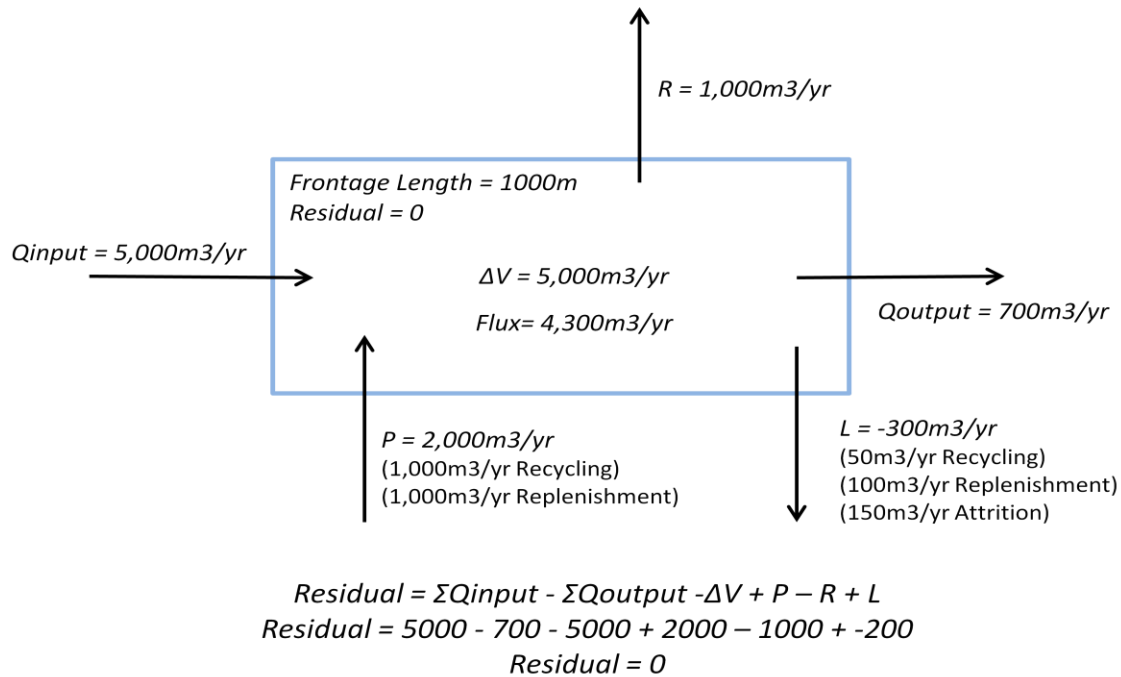 R = 1,000m3/yr
Frontage Length = 1000m
Residual = 0
Qinput = 5,000m3/yr
ΔV = 5,000m3/yr
Flux= 4,300m3/yr
Qoutput = 700m3/yr
P = 2,000m3/yr
(1,000m3/yr Recycling)
(1,000m3/yr Replenishment)
L = -300m3/yr
(50m3/yr Recycling)
(100m3/yr Replenishment)
(150m3/yr Attrition)
Residual = ΣQinput - ΣQoutput -ΔV + P – R + L
Residual = 5000 - 700 - 5000 + 2000 – 1000 + -200
Residual = 0